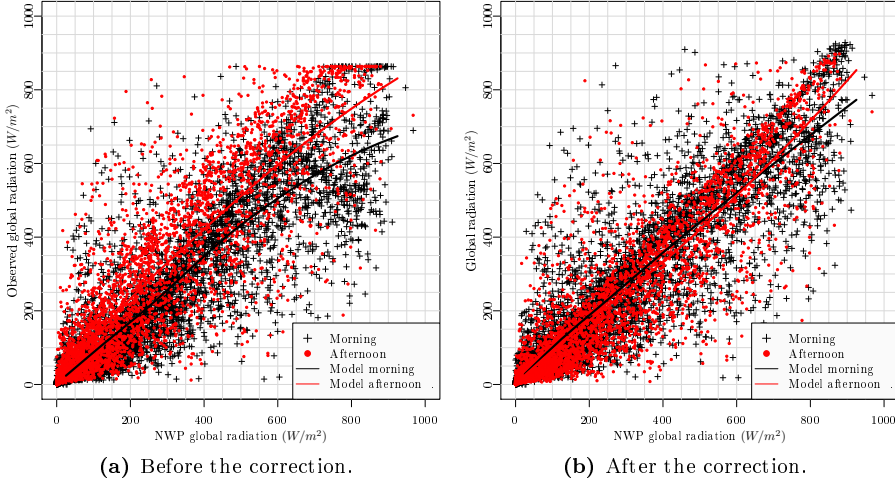 Observed global radiation (W/m²)
0 200 400 600 800 1000
0 200 400 600 800 1000
NWP global radiation (W/m²)
Morning
Afternoon
Model morning
Model afternoon
(a) Before the correction.
Global radiation (W/m²)
0 200 400 600 800 1000
0 200 400 600 800 1000
NWP global radiation (W/m²)
Morning
Afternoon
Model morning
Model afternoon
(b) After the correction.